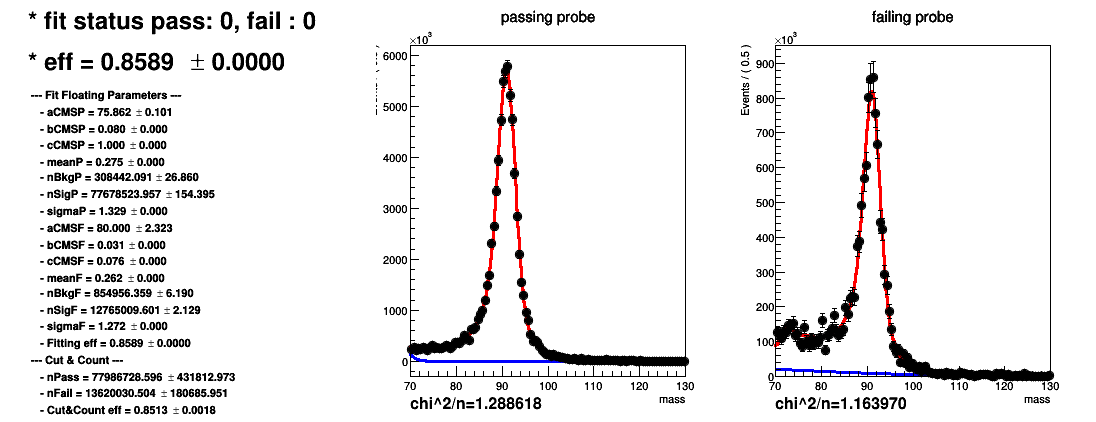 * fit status pass: 0, fail : 0
* eff = 0.8589 ± 0.0000
--- Fit Floating Parameters ---
- aCMSP = 75.862 ± 0.101
- bCMSP = 0.080 ± 0.000
- cCMSP = 1.000 ± 0.000
- meanP = 0.275 ± 0.000
- nBkgP = 308442.091 ± 26.860
- nSigP = 77678523.957 ± 154.395
- sigmaP = 1.329 ± 0.000
- aCMSF = 80.000 ± 2.323
- bCMSF = 0.031 ± 0.000
- cCMSF = 0.076 ± 0.000
- meanF = 0.262 ± 0.000
- nBkgF = 854956.359 ± 6.190
- nSigF = 12765009.601 ± 2.129
- sigmaF = 1.272 ± 0.000
- Fitting eff = 0.8589 ± 0.0000
--- Cut & Count ---
- nPass = 77986728.596 ± 431812.973
- nFail = 13620030.504 ± 180685.951
- Cut&Count eff = 0.8513 ± 0.0018
passing probe
×10³
6000
5000
4000
3000
2000
1000
0
70 80 90 100 110 120 130
mass
chi^2/n=1.288618
failing probe
×10³
Events / ( 0.5 )
900
800
700
600
500
400
300
200
100
0
70 80 90 100 110 120 130
mass
chi^2/n=1.163970